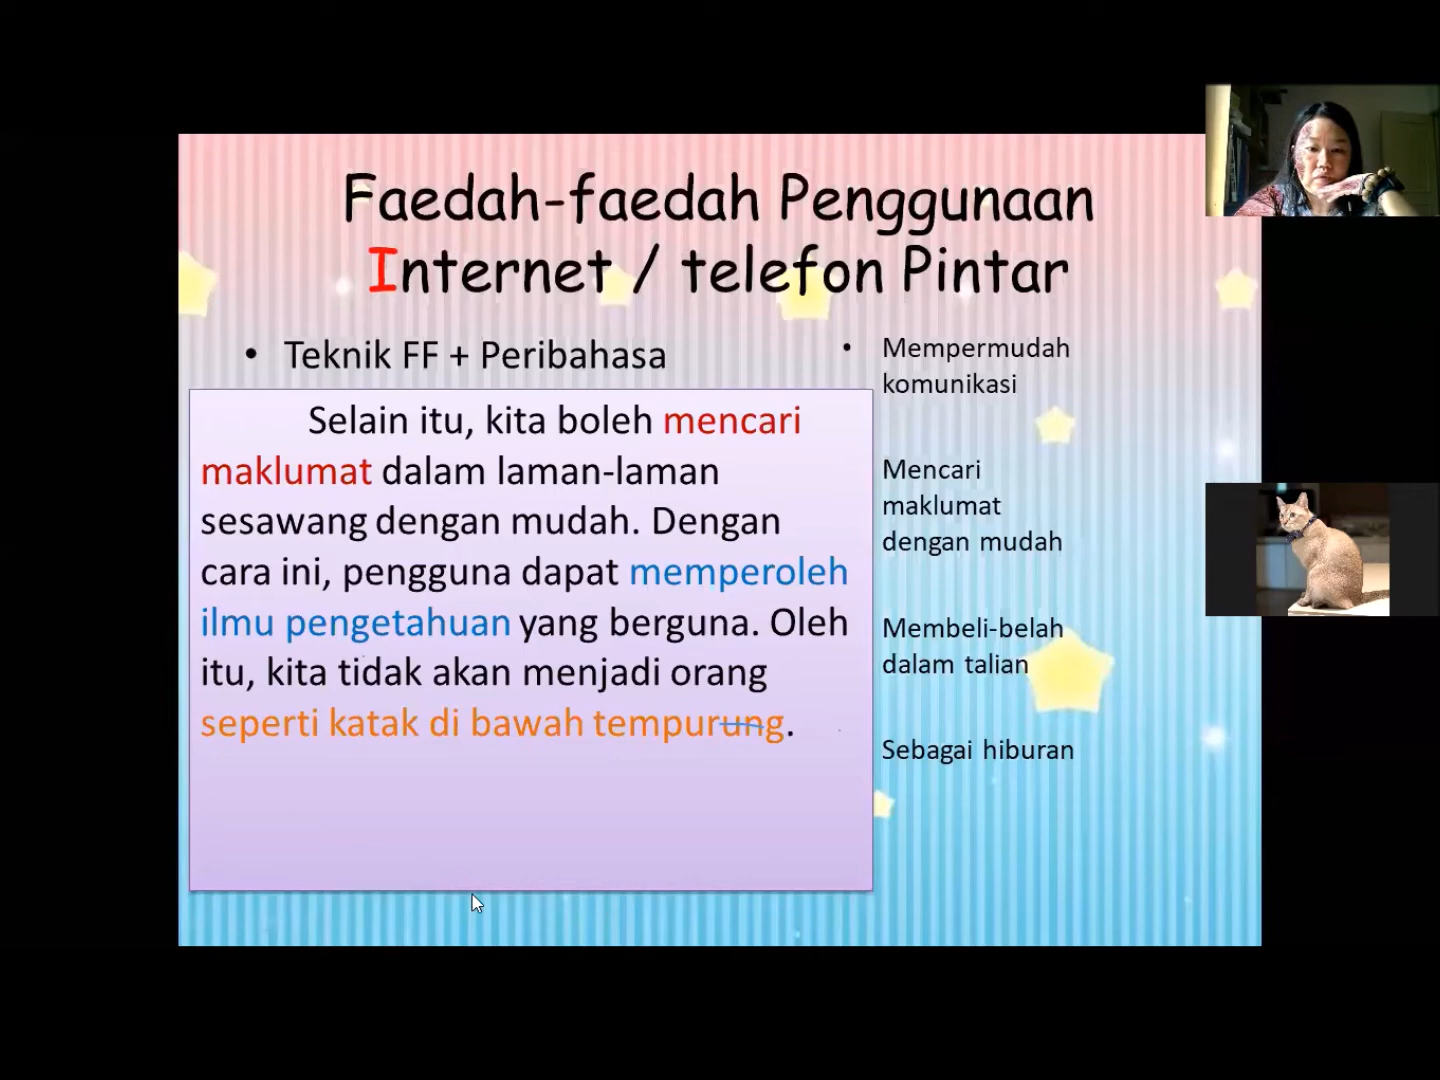 Faedah-faedah Penggunaan
Internet / telefon Pintar
• Teknik FF + Peribahasa
Selain itu, kita boleh mencari
maklumat dalam laman-laman
sesawang dengan mudah. Dengan
cara ini, pengguna dapat memperoleh
ilmu pengetahuan yang berguna. Oleh
itu, kita tidak akan menjadi orang
seperti katak di bawah tempurung.
• Mempermudah
komunikasi
Mencari
maklumat
dengan mudah
Membeli-belah
dalam talian
Sebagai hiburan